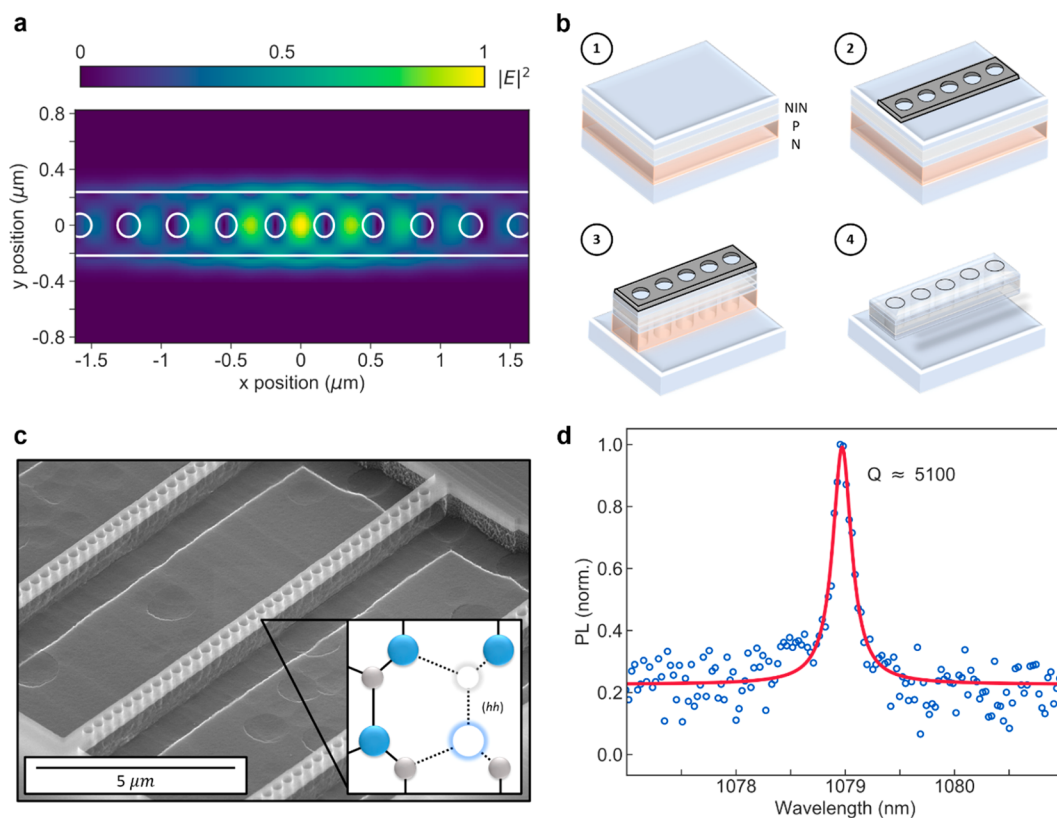 a
0
0.5
1
|E|²
0.8
0.4
0
-0.4
-0.8
y position (μm)
-1.5
-1
-0.5
0
0.5
1
1.5
x position (μm)
b
1
NIN
P
N
2
3
4
c
(hh)
5 μm
d
1.0
0.8
0.6
0.4
0.2
0.0
PL (norm.)
Q ≈ 5100
1078
1079
1080
Wavelength (nm)